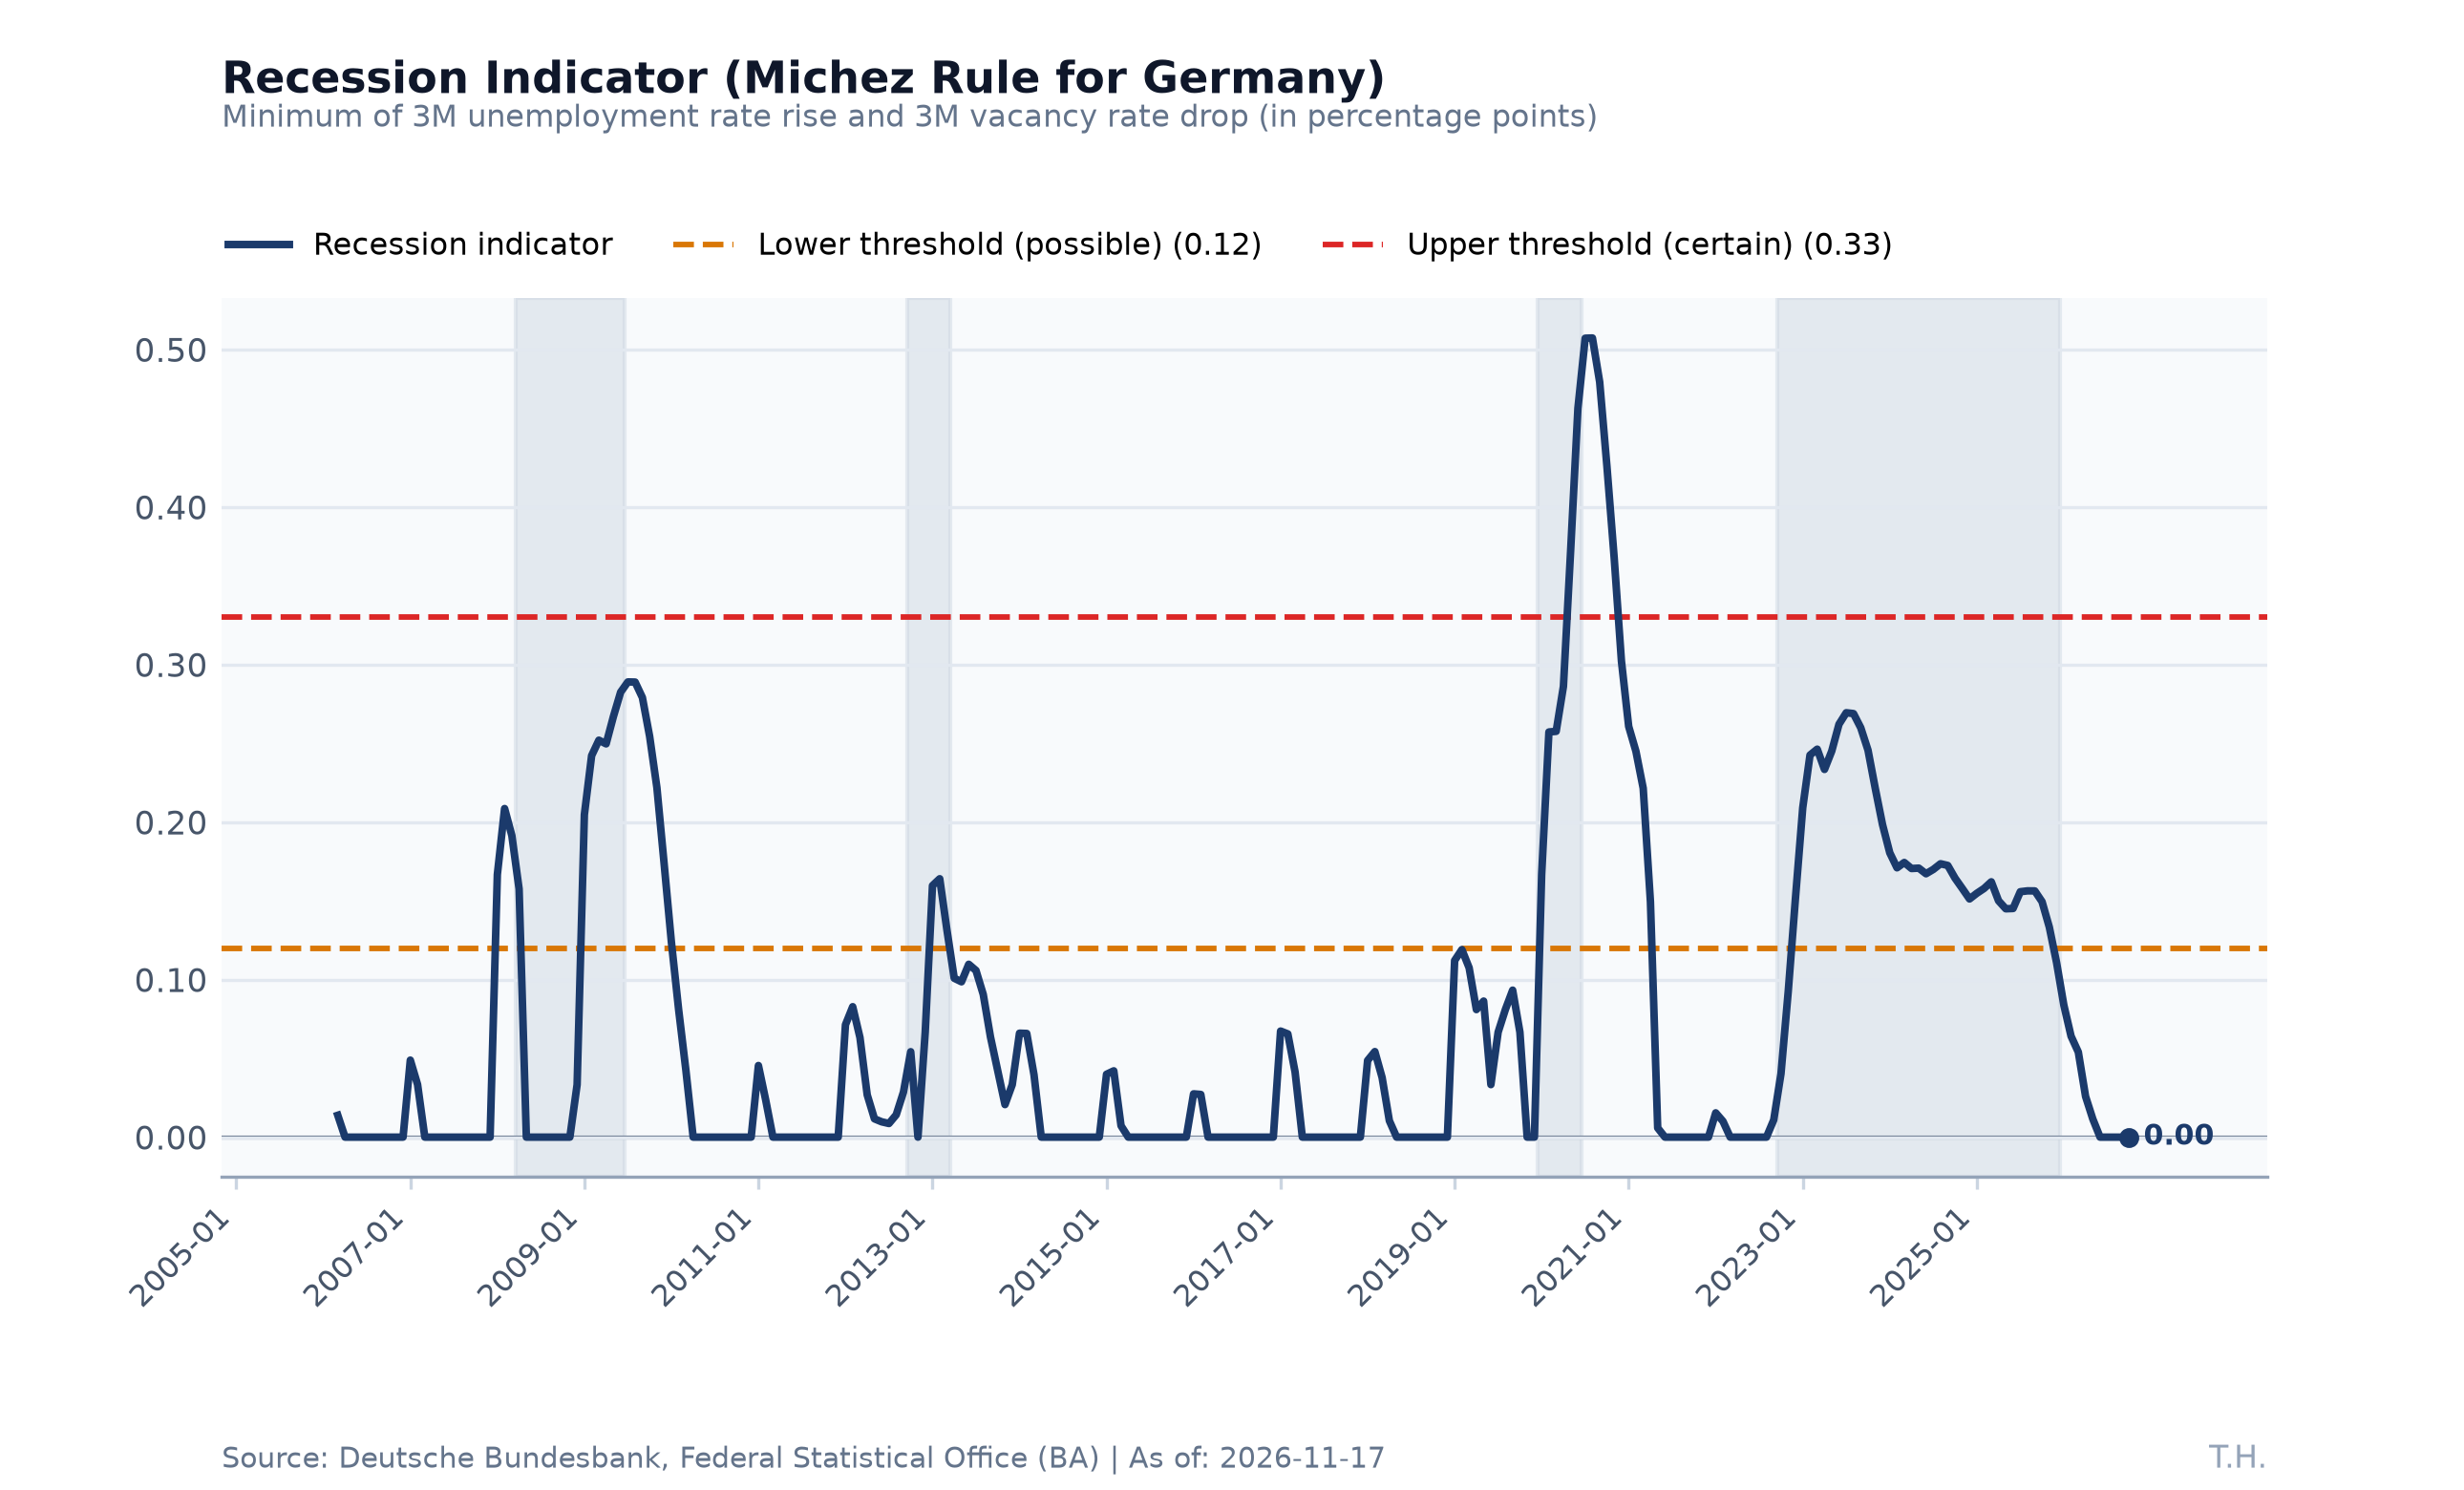 Recession Indicator (Michez Rule for Germany)
Minimum of 3M unemployment rate rise and 3M vacancy rate drop (in percentage points)
Recession indicator
Lower threshold (possible) (0.12)
Upper threshold (certain) (0.33)
0.50
0.40
0.30
0.20
0.10
0.00
0.00
2005-01
2007-01
2009-01
2011-01
2013-01
2015-01
2017-01
2019-01
2021-01
2023-01
2025-01
Source: Deutsche Bundesbank, Federal Statistical Office (BA) | As of: 2026-11-17
T.H.